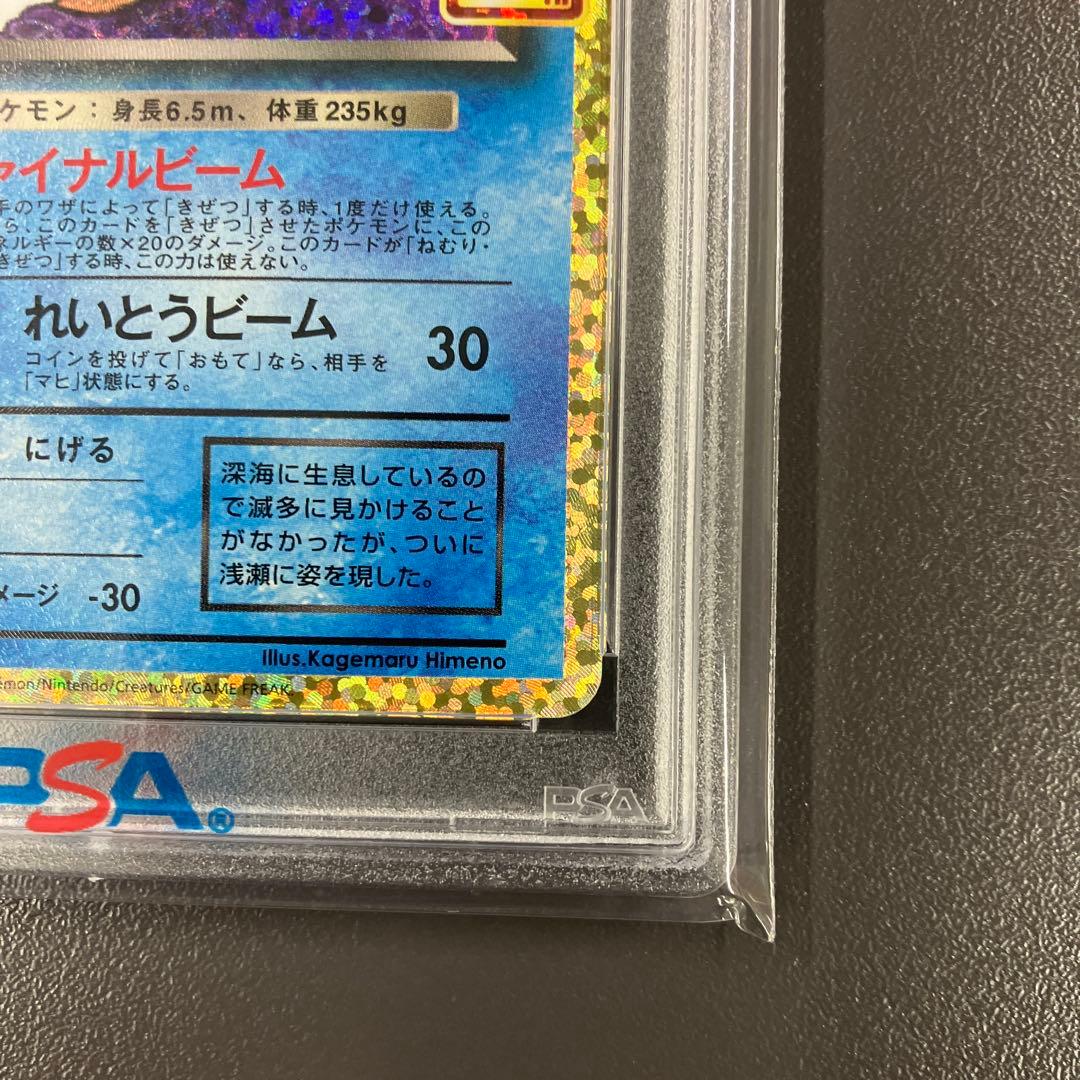 ケモン：身長6.5m、体重235kg
ァイナルビーム
手のワザによって「きぜつ」する時、1度だけ使える。
ら、このカードを「きぜつ」させたポケモンに、この
ネルギーの数×20のダメージ。このカードが「ねむり・
きぜつ」する時、この力は使えない。
れいとうビーム 30
コインを投げて「おもて」なら、相手を
「マヒ」状態にする。
にげる
深海に生息しているの
で滅多に見かけること
がなかったが、ついに
浅瀬に姿を現した。
メージ -30
Illus.Kagemaru Himeno
émon/Nintendo/Creatures/GAME FREAK.
PSA®
PSA